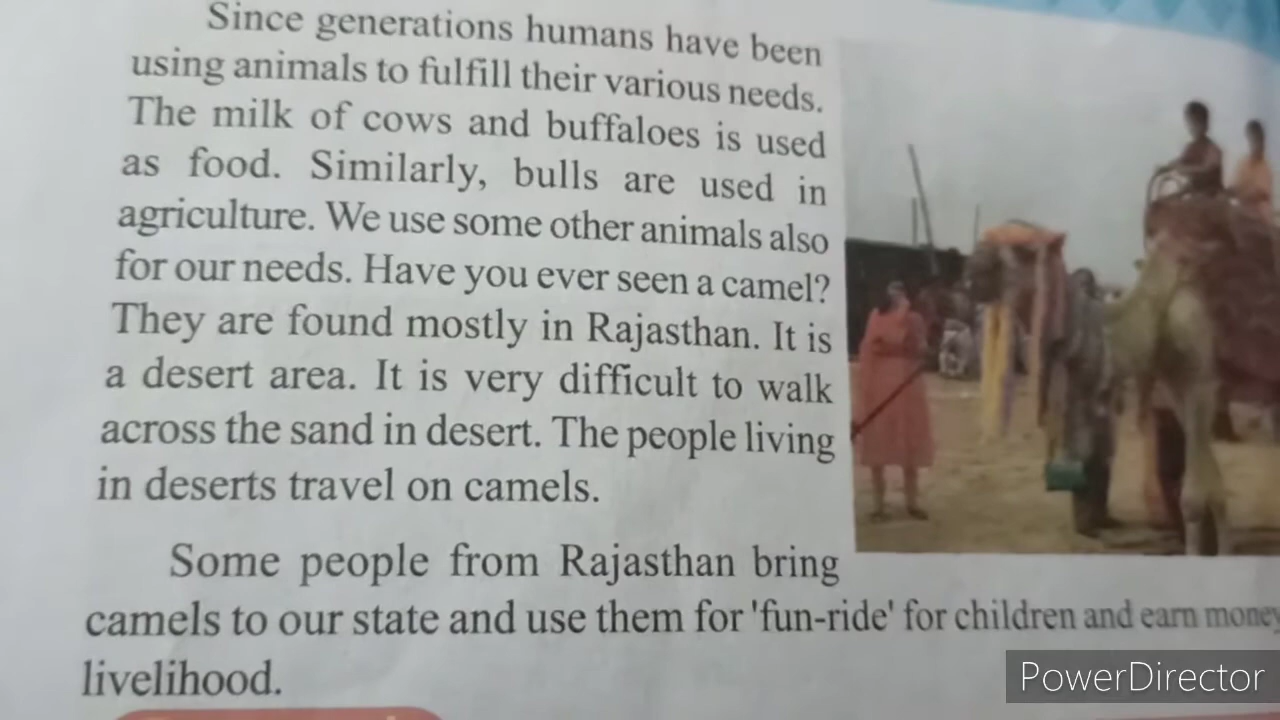 Since generations humans have been
using animals to fulfill their various needs.
The milk of cows and buffaloes is used
as food. Similarly, bulls are used in
agriculture. We use some other animals also
for our needs. Have you ever seen a camel?
They are found mostly in Rajasthan. It is
a desert area. It is very difficult to walk
across the sand in desert. The people living
in deserts travel on camels.
Some people from Rajasthan bring
camels to our state and use them for 'fun-ride' for children and earn money
livelihood.
PowerDirector